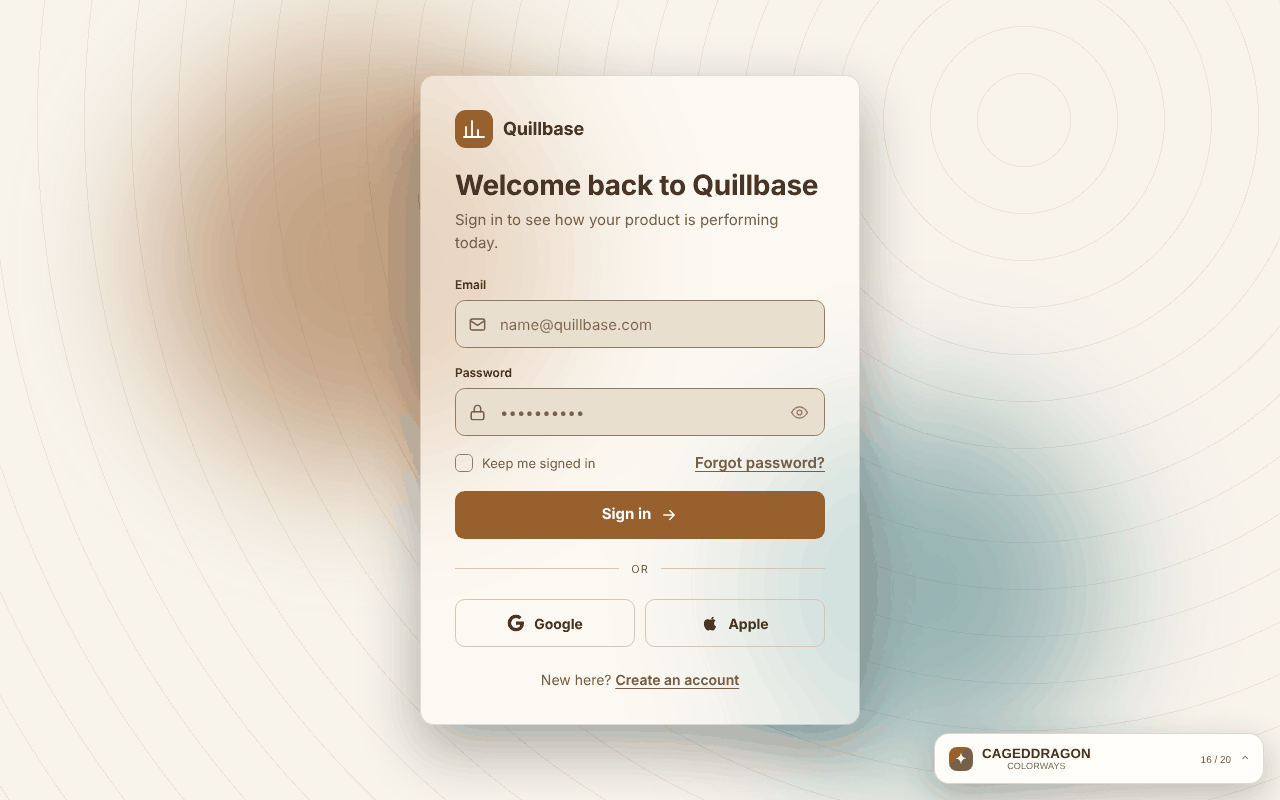 Quillbase
Welcome back to Quillbase
Sign in to see how your product is performing
today.
Email
name@quillbase.com
Password
••••••••••
Keep me signed in
Forgot password?
Sign in →
OR
Google
Apple
New here? Create an account
CAGEDDRAGON
COLORWAYS
16 / 20